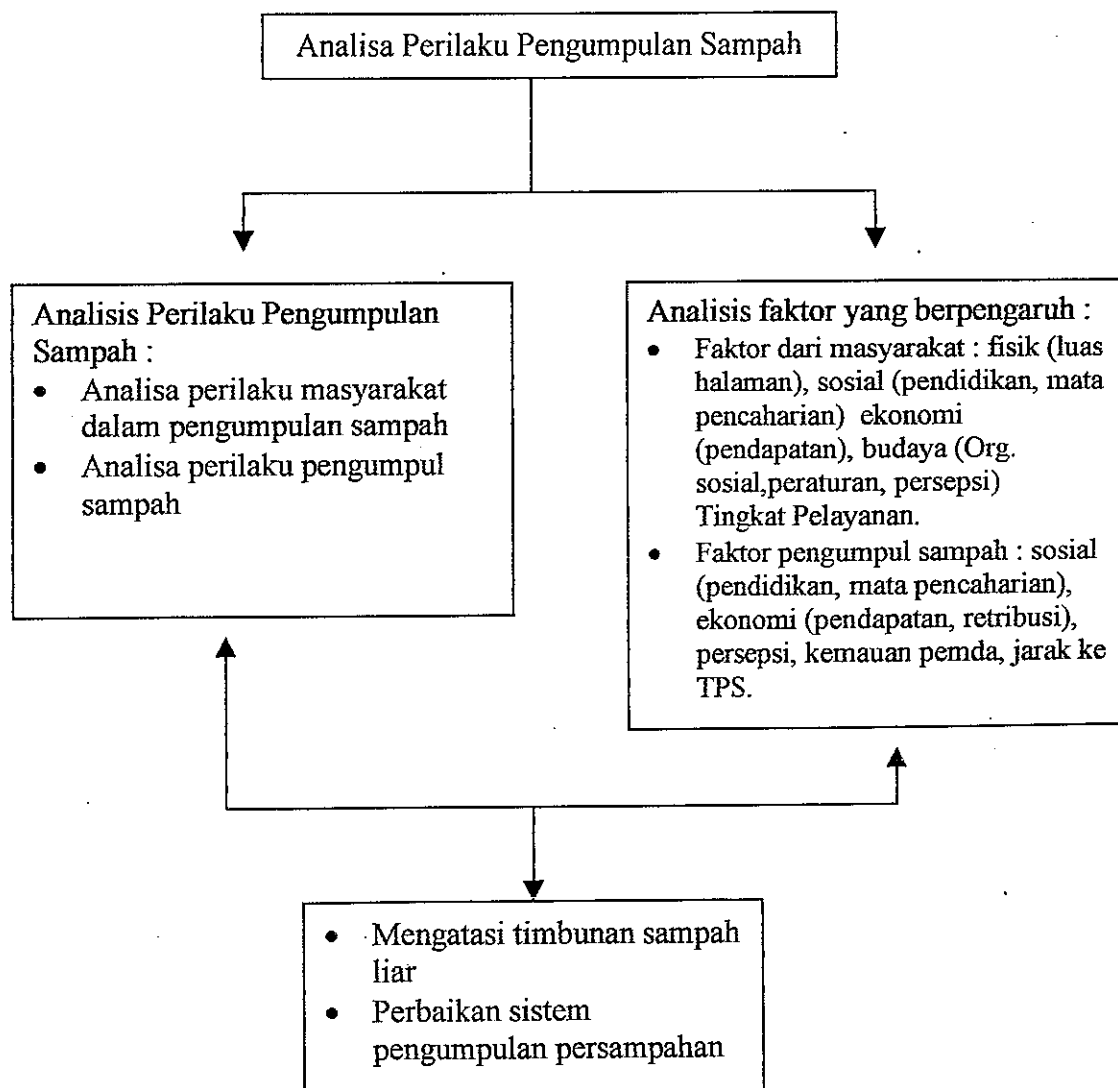 Analisa Perilaku Pengumpulan Sampah
Analisis Perilaku Pengumpulan
Sampah :
• Analisa perilaku masyarakat
dalam pengumpulan sampah
• Analisa perilaku pengumpul
sampah
Analisis faktor yang berpengaruh :
• Faktor dari masyarakat : fisik (luas
halaman), sosial (pendidikan, mata
pencaharian) ekonomi
(pendapatan), budaya (Org.
sosial,peraturan, persepsi)
Tingkat Pelayanan.
• Faktor pengumpul sampah : sosial
(pendidikan, mata pencaharian),
ekonomi (pendapatan, retribusi),
persepsi, kemauan pemda, jarak ke
TPS.
• Mengatasi timbunan sampah
liar
• Perbaikan sistem
pengumpulan persampahan